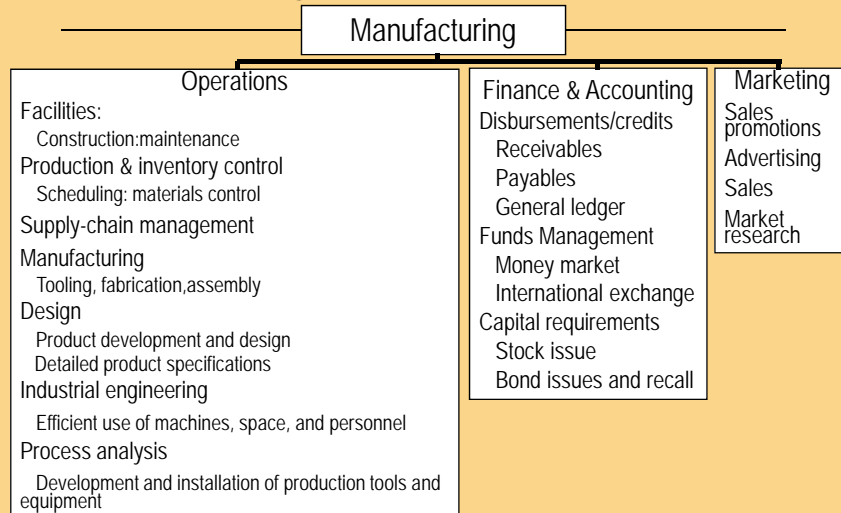 Manufacturing
Operations
Facilities:
Construction:maintenance
Production & inventory control
Scheduling: materials control
Supply-chain management
Manufacturing
Tooling, fabrication,assembly
Design
Product development and design
Detailed product specifications
Industrial engineering
Efficient use of machines, space, and personnel
Process analysis
Development and installation of production tools and
equipment
Finance & Accounting
Disbursements/credits
Receivables
Payables
General ledger
Funds Management
Money market
International exchange
Capital requirements
Stock issue
Bond issues and recall
Marketing
Sales
promotions
Advertising
Sales
Market
research